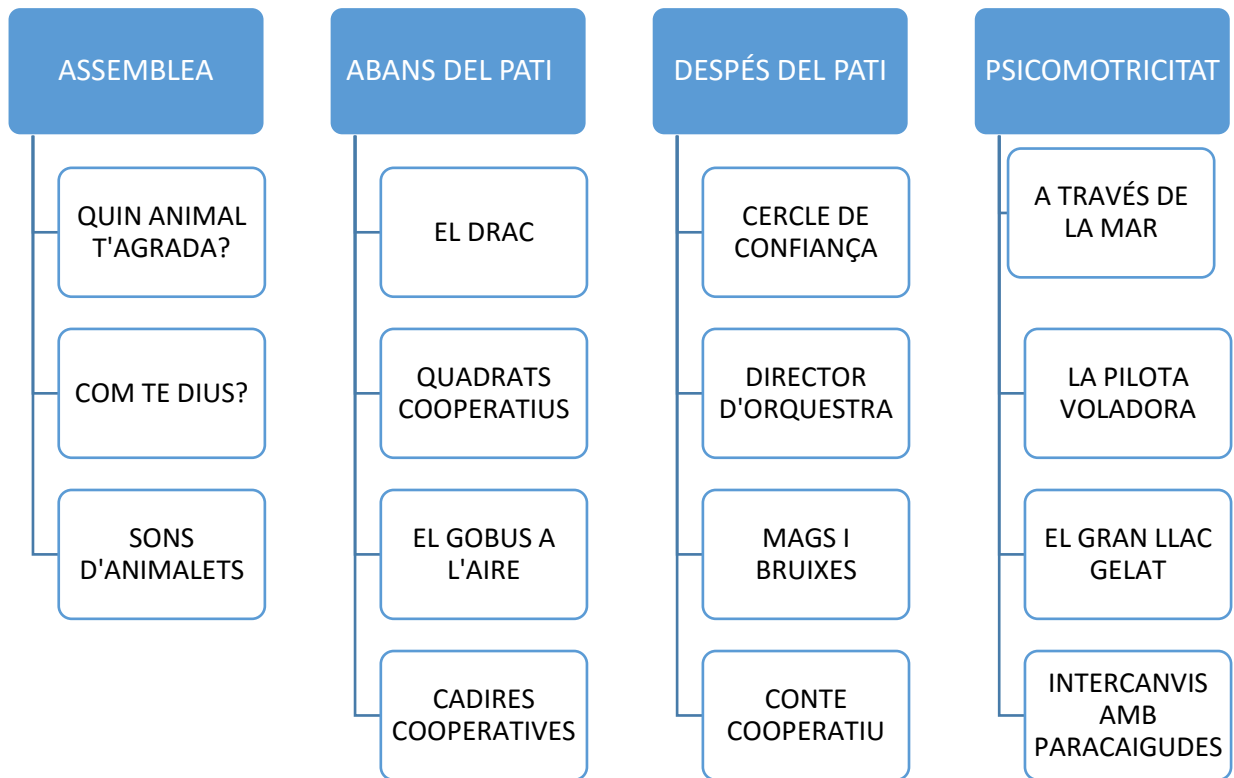 ASSEMBLEA
QUIN ANIMAL
T'AGRADA?
COM TE DIUS?
SONS
D'ANIMALETS
ABANS DEL PATI
EL DRAC
QUADRATS
COOPERATIUS
EL GOBUS A
L'AIRE
CADIRES
COOPERATIVES
DESPÉS DEL PATI
CERCLE DE
CONFIANÇA
DIRECTOR
D'ORQUESTRA
MAGS I
BRUIXES
CONTE
COOPERATIU
PSICOMOTRICITAT
A TRAVÉS DE
LA MAR
LA PILOTA
VOLADORA
EL GRAN LLAC
GELAT
INTERCANVIS
AMB
PARACAIGUDES